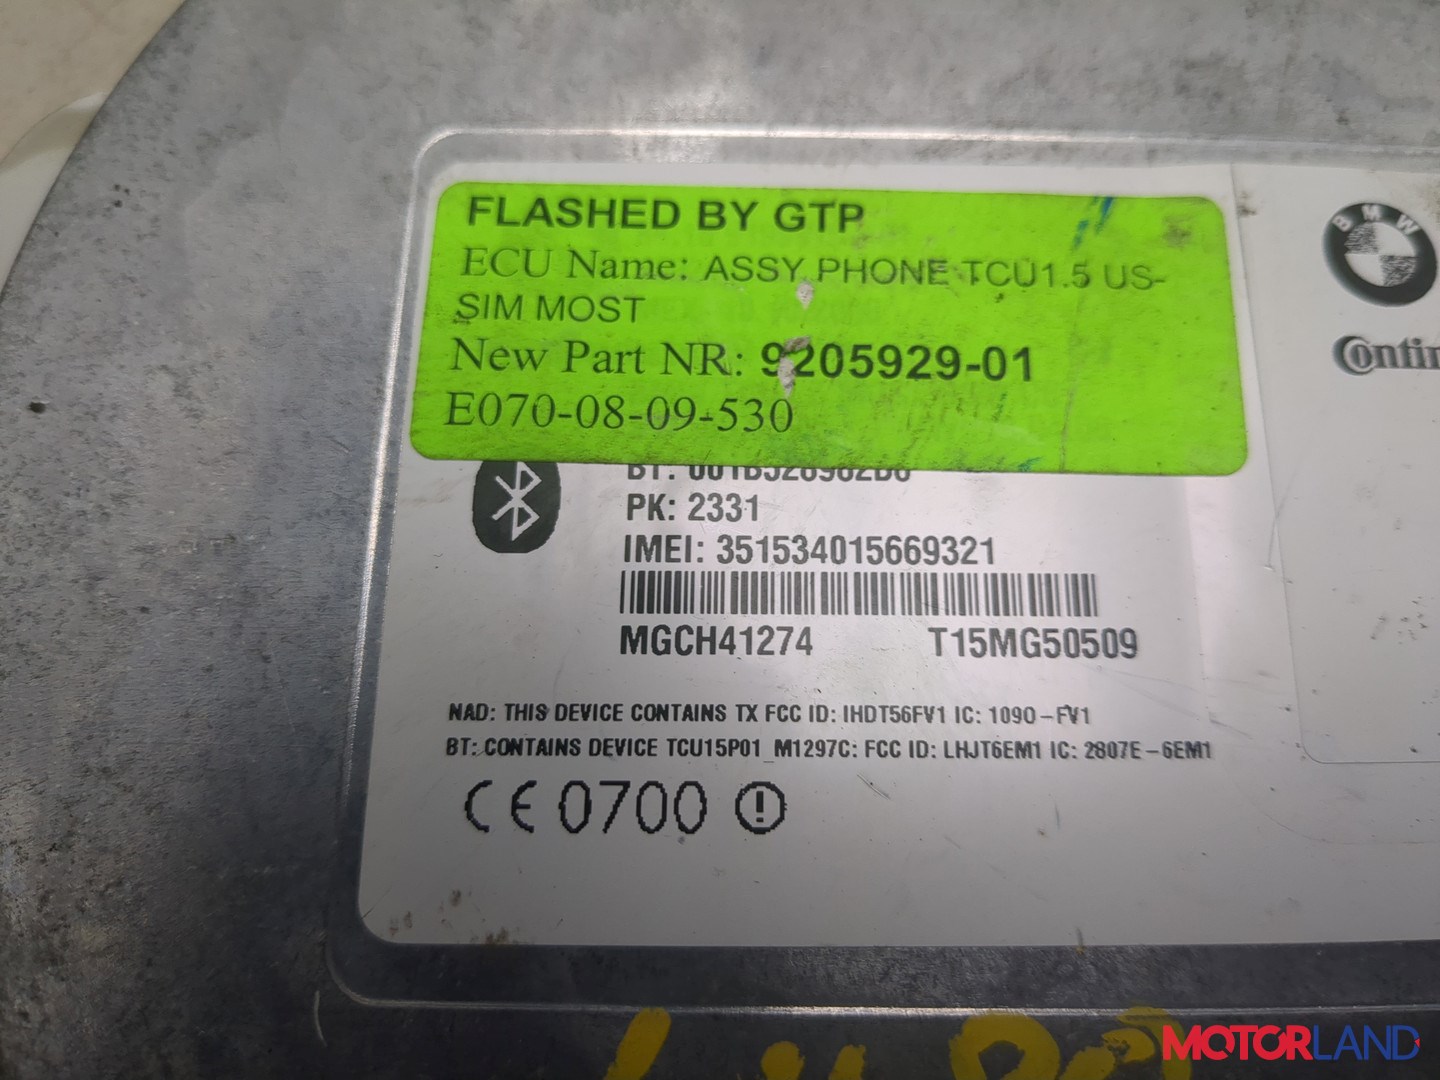 FLASHED BY GTP
ECU Name: ASSY PHONE TCU1.5 US-
SIM MOST
New Part NR: 9205929-01
E070-08-09-530
BMW
BT:
PK: 2331
IMEI: 351534015669321
MGCH41274 T15MG50509
NAD: THIS DEVICE CONTAINS TX FCC ID: IHDT56FV1 IC: 1090-FV1
BT: CONTAINS DEVICE TCU15P01_M1297C: FCC ID: LHJT6EM1 IC: 2807E-6EM1
CE 0700
MOTORLAND